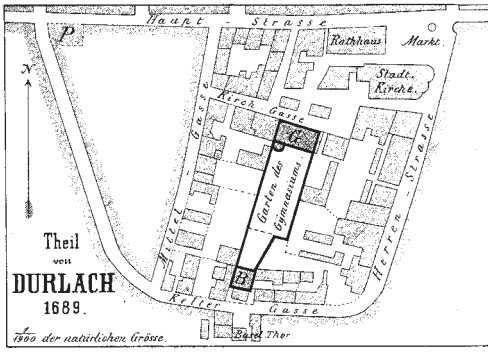 Haupt - Strasse
P
Rathhaus
Markt.
Stadt
Kirche.
N
Kirch Gasse
G
Mittel - Gasse
Garten des
Gymnasiums.
Herren Strasse
Theil
von
DURLACH
1689.
B
Keller Gasse
Basel Thor.
1/1900 der natürlichen Grösse.